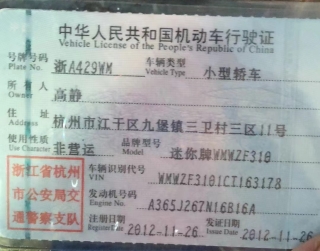 中华人民共和国机动车行驶证
Vehicle License of the People's Republic of China
号牌号码 浙A429WM 车辆类型 小型轿车
Plate No. Vehicle Type
所有人 高静
Owner
住址 杭州市江干区九堡镇三卫村三区11号
Address
使用性质 非营运 品牌型号 迷你牌WMWZF310
Use Character Model
浙江省杭州
市公安局交
通警察支队
车辆识别代号 WMWZF3101CT163178
VIN
发动机号码 A365J267N16B16A
Engine No.
注册日期 2012-11-26 发证日期 2012-11-26
Register Date Issue Date